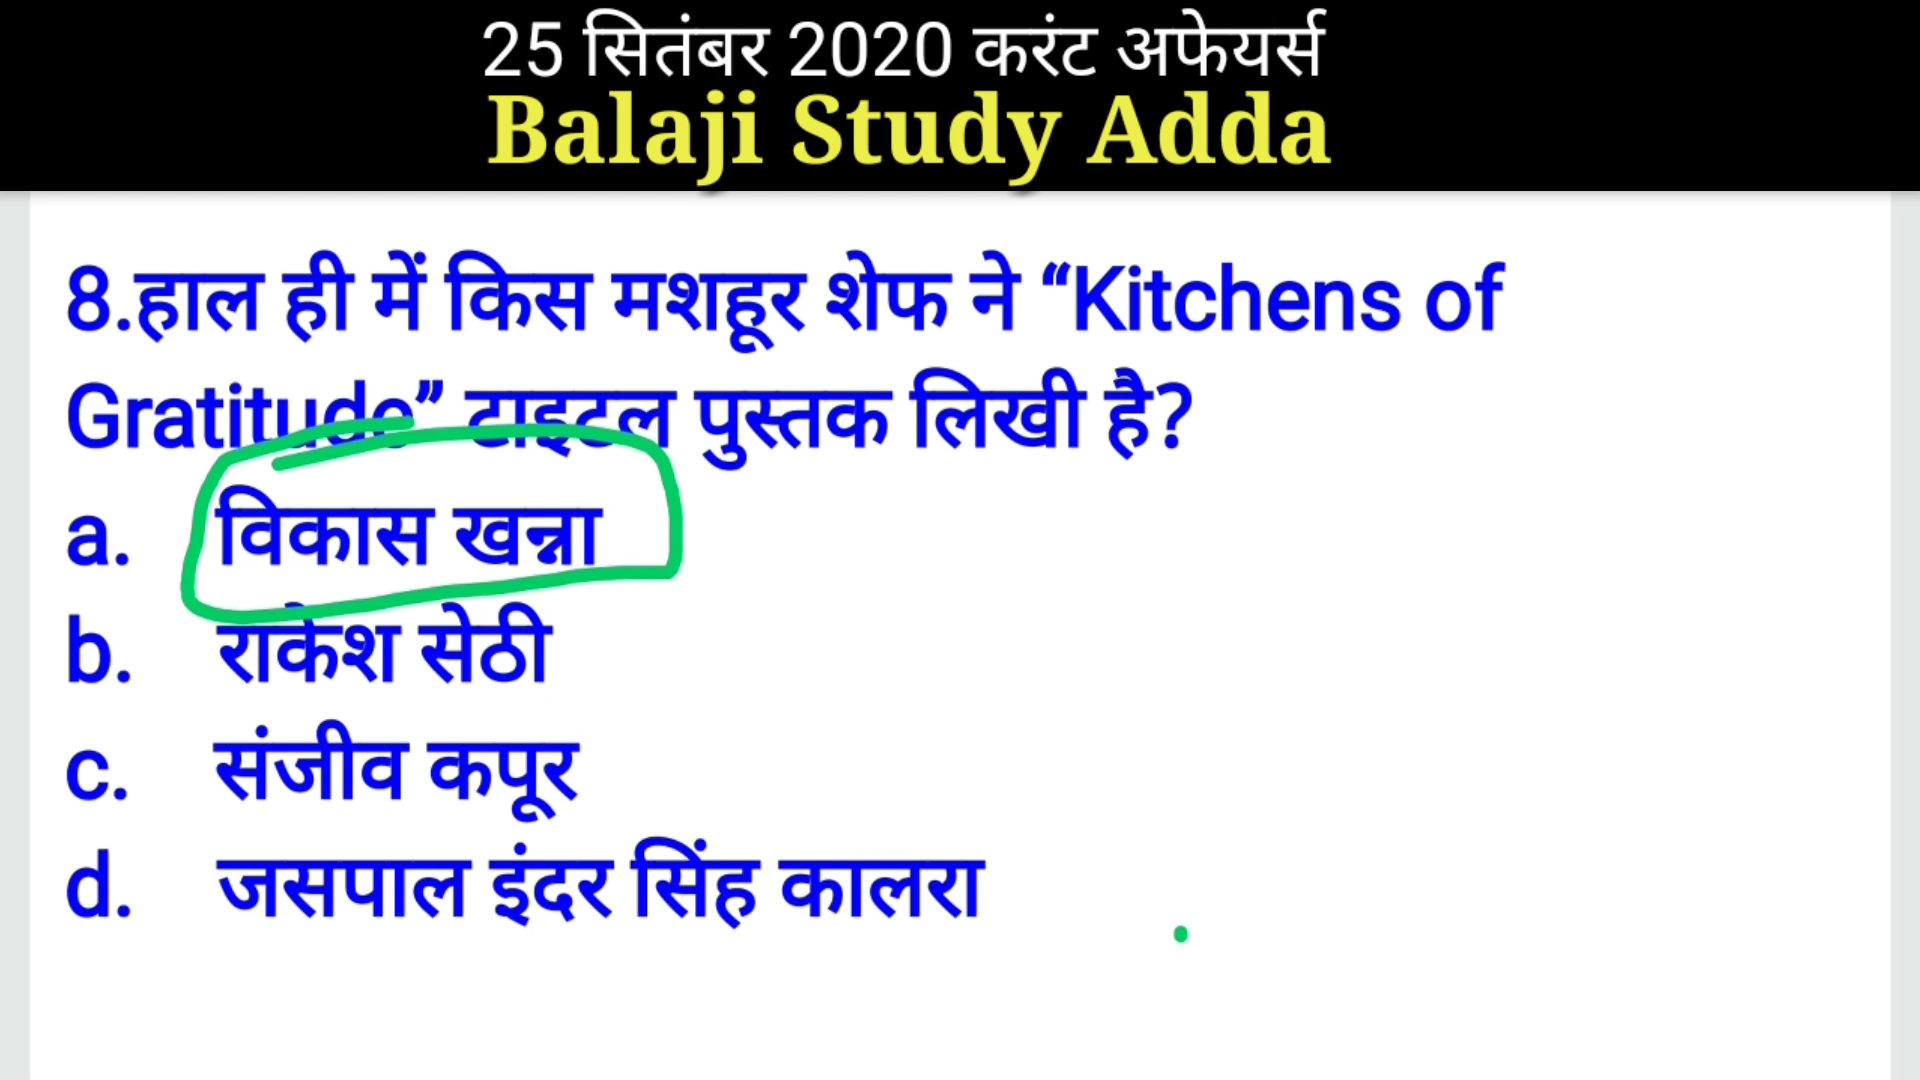 25 सितंबर 2020 करंट अफेयर्स
Balaji Study Adda
8.हाल ही में किस मशहूर शेफ ने “Kitchens of
Gratitude” टाइटल पुस्तक लिखी है?
a. विकास खन्ना
b. राकेश सेठी
c. संजीव कपूर
d. जसपाल इंदर सिंह कालरा